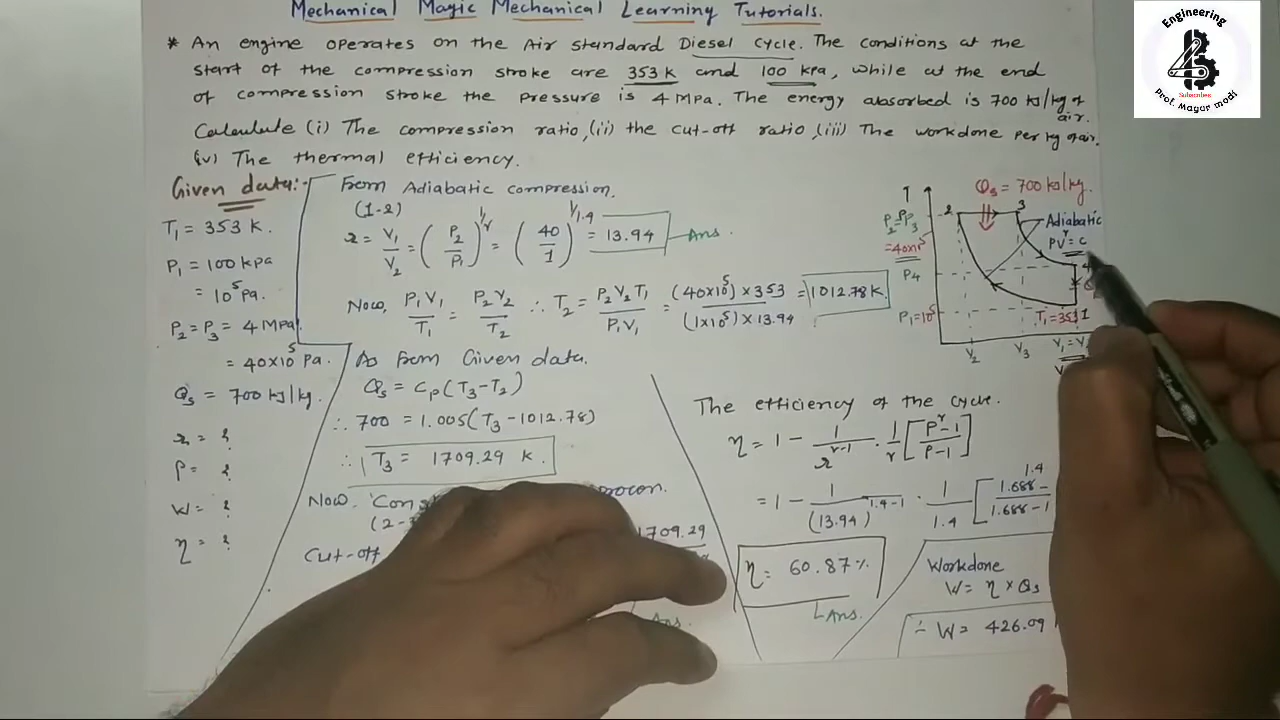 Mechanical Magic Mechanical Learning Tutorials.
* An engine operates on the Air standard Diesel Cycle. The conditions at the
start of the compression stroke are 353 K and 100 kpa, while at the end
of compression stroke the pressure is 4 MPa. The energy absorbed is 700 kJ/kg of
air.
Calculate (i) The compression ratio, (ii) the cut-off ratio, (iii) The workdone per kg of air.
(iv) The thermal efficiency.
Engineering
Subscribe
Prof. Mayur modi
Given data:-
T1 = 353 K.
P1 = 100 kpa
= 10^5 Pa.
P2 = P3 = 4 MPa
= 40x10^5 Pa.
Qs = 700 kJ/kg.
r = ?
ρ = ?
W = ?
η = ?
From Adiabatic compression.
(1-2)
r = V1/V2 = (P2/P1)^1/γ = (40/1)^1/1.4 = 13.94 Ans.
Now, P1V1/T1 = P2V2/T2 ∴ T2 = P2V2T1/P1V1 = (40x10^5) x 353/(1x10^5) x 13.94 = 1012.78 K.
As From Given data.
Qs = Cp (T3-T2)
∴ 700 = 1.005 (T3 - 1012.78)
∴ T3 = 1709.29 K.
Now,
(2-
Cut-off
1709.29
Ans.
Qs = 700 kJ/kg.
2
3
Adiabatic
PV^γ = c
P2 = P3
= 40x10^5
P4
4
P1 = 10^5
T1 = 353
1
V2
V3
The efficiency of the cycle.
η = 1 - 1/r^γ-1 . 1/γ [ρ^γ-1/ρ-1]
= 1 - 1/(13.94)^1.4-1 . 1/1.4 [1.688^1.4 -/1.688-1
η = 60.87 %
Ans.
Workdone
W = η x Qs
∴ W = 426.09